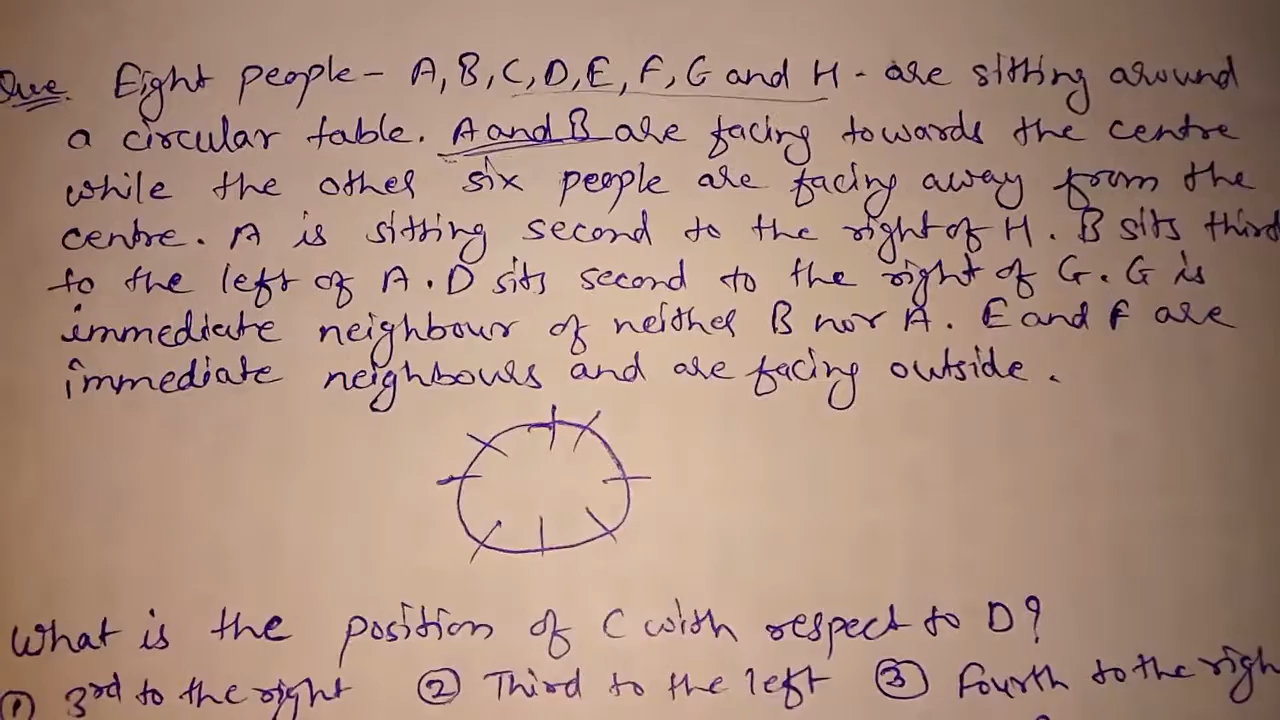 Que. Eight people - A, B, C, D, E, F, G and H - are sitting around
a circular table. A and B are facing towards the centre
while the other six people are facing away from the
centre. A is sitting second to the right of H. B sits third
to the left of A. D sits second to the right of G. G is
immediate neighbour of neither B nor A. E and F are
immediate neighbours and are facing outside.
What is the position of C with respect to D?
① 3rd to the right ② Third to the left ③ Fourth to the righ